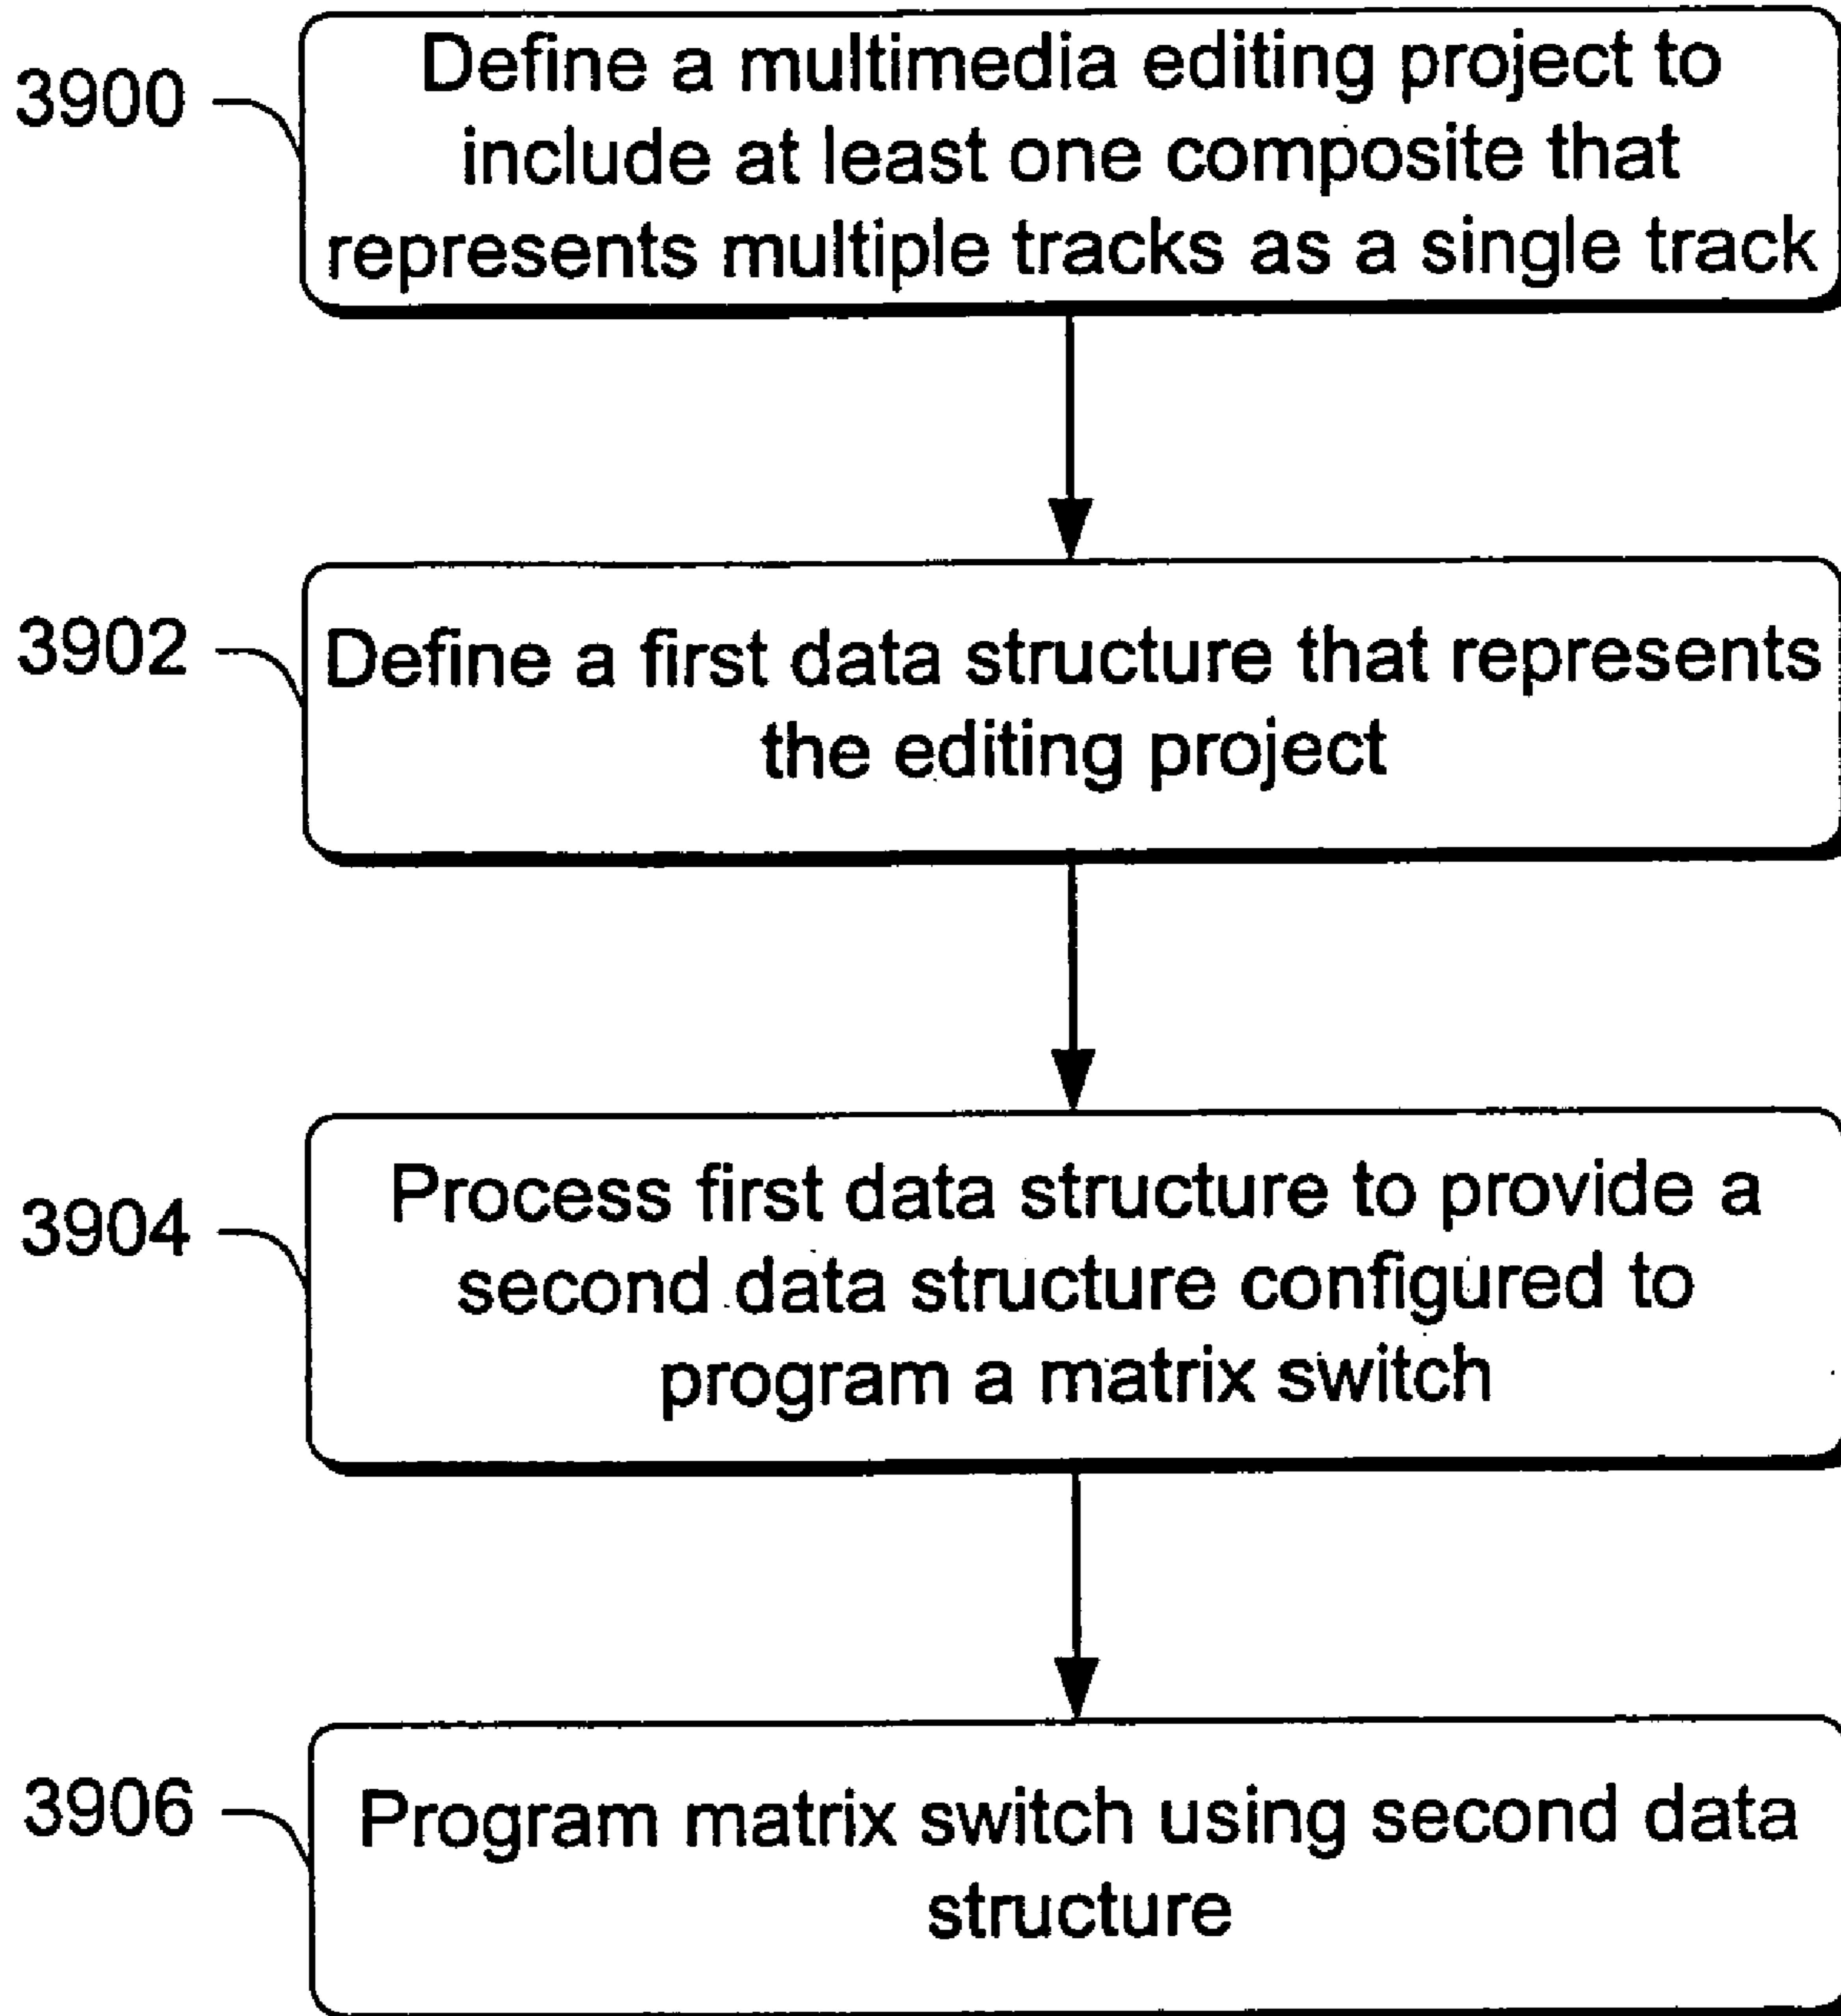 3900
Define a multimedia editing project to
include at least one composite that
represents multiple tracks as a single track
3902
Define a first data structure that represents
the editing project
3904
Process first data structure to provide a
second data structure configured to
program a matrix switch
3906
Program matrix switch using second data
structure